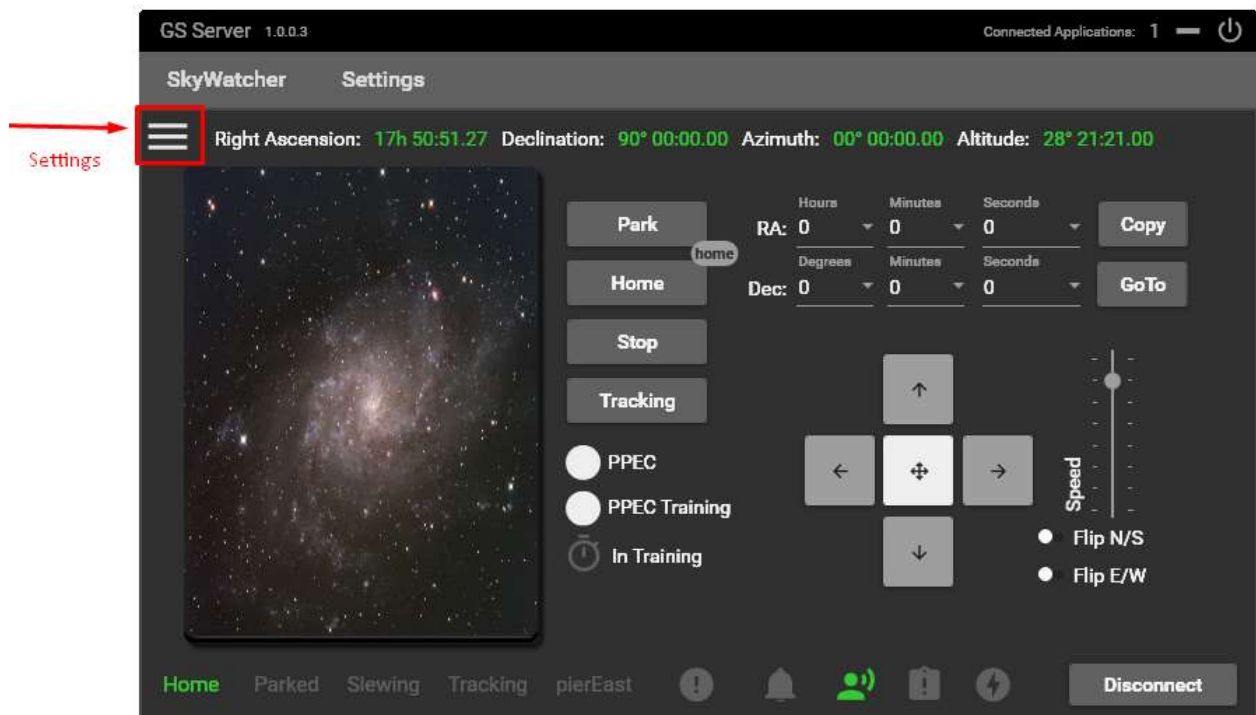 GS Server 1.0.0.3 Connected Applications: 1
SkyWatcher Settings
Settings
Right Ascension: 17h 50:51.27 Declination: 90° 00:00.00 Azimuth: 00° 00:00.00 Altitude: 28° 21:21.00
Park
home
Home
Stop
Tracking
PPEC
PPEC Training
In Training
Hours Minutes Seconds
RA: 0 0 0 Copy
Degrees Minutes Seconds
Dec: 0 0 0 GoTo
Speed
Flip N/S
Flip E/W
Home Parked Slewing Tracking pierEast Disconnect